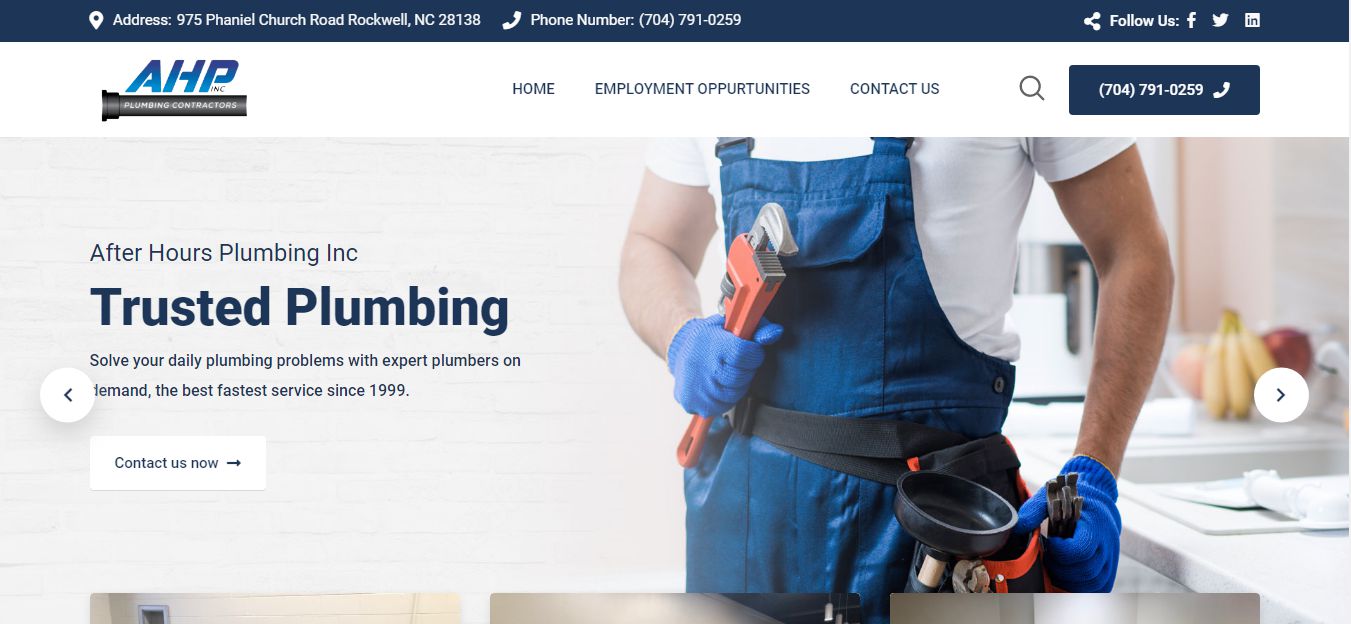 Address: 975 Phaniel Church Road Rockwell, NC 28138
Phone Number: (704) 791-0259
Follow Us:
AHP
INC
PLUMBING CONTRACTORS
HOME
EMPLOYMENT OPPURTUNITIES
CONTACT US
(704) 791-0259
After Hours Plumbing Inc
Trusted Plumbing
Solve your daily plumbing problems with expert plumbers on
demand, the best fastest service since 1999.
Contact us now